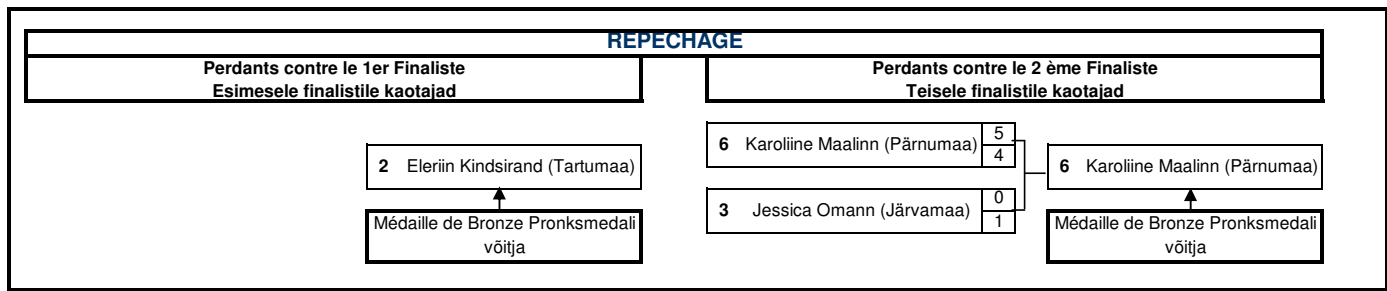 REPECHAGE
Perdants contre le 1er Finaliste
Esimesele finalistile kaotajad
Perdants contre le 2 ème Finaliste
Teisele finalistile kaotajad
2 Eleriin Kindsirand (Tartumaa)
Médaille de Bronze Pronksmedali
võitja
6 Karoliine Maalinn (Pärnumaa)
5
4
3 Jessica Omann (Järvamaa)
0
1
6 Karoliine Maalinn (Pärnumaa)
Médaille de Bronze Pronksmedali
võitja